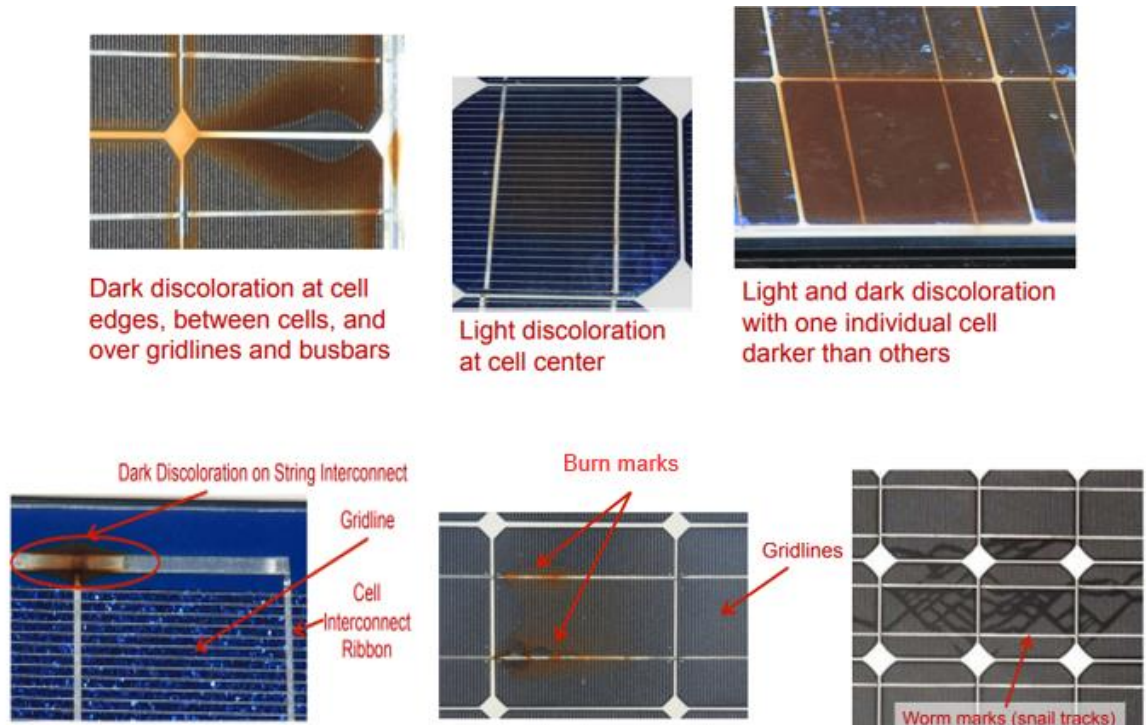 Dark discoloration at cell
edges, between cells, and
over gridlines and busbars
Light discoloration
at cell center
Light and dark discoloration
with one individual cell
darker than others
Dark Discoloration on String Interconnect
Gridline
Cell
Interconnect
Ribbon
Burn marks
Gridlines
Worm marks (snail tracks)